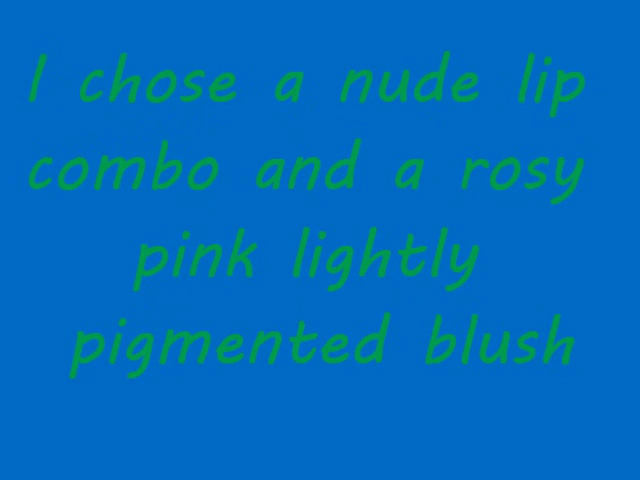 I chose a nude lip
combo and a rosy
pink lightly
pigmented blush